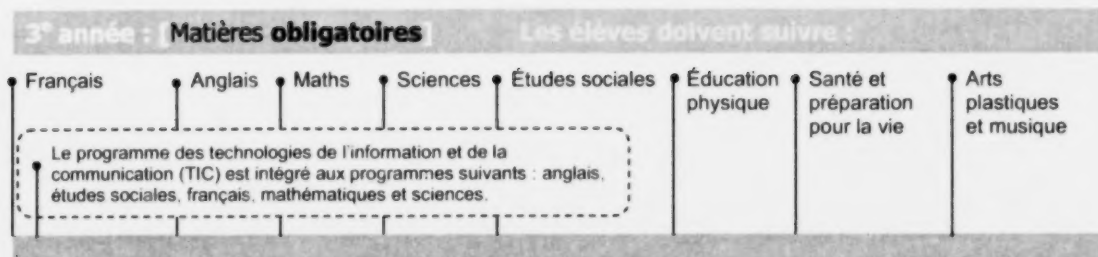 3e année : [Matières obligatoires] Les élèves doivent suivre :
Français
Anglais
Maths
Sciences
Études sociales
Éducation
physique
Santé et
préparation
pour la vie
Arts
plastiques
et musique
Le programme des technologies de l'information et de la
communication (TIC) est intégré aux programmes suivants : anglais,
études sociales, français, mathématiques et sciences.